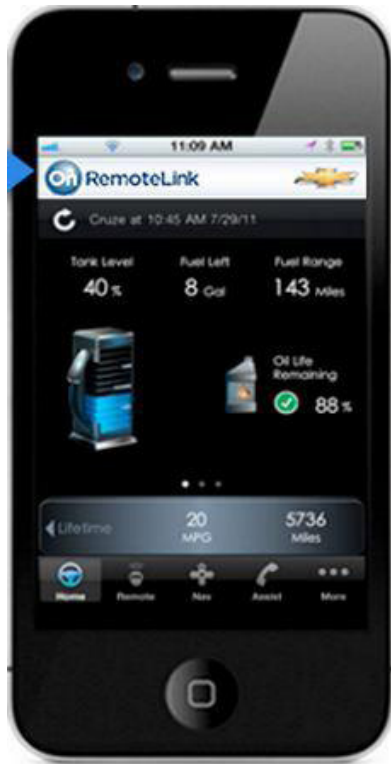 11:09 AM
On RemoteLink
Cruze at 10:45 AM 7/29/11
Tank Level Fuel Left Fuel Range
40 % 8 Gal 143 Miles
Oil Life
Remaining
88 %
Lifetime 20 5736
MPG Miles
Home Remote Nav Assist More